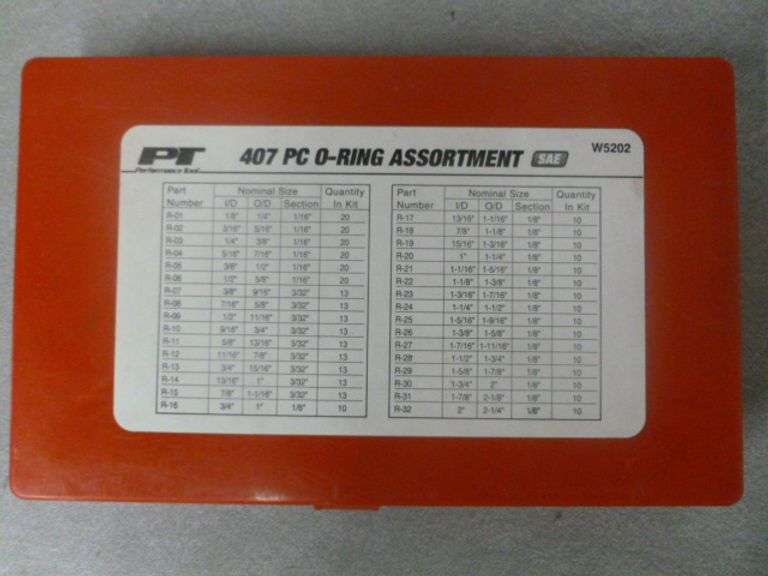 PT 407 PC O-RING ASSORTMENT SAE W5202
Performance Tool
Part Number Nominal Size I/D O/D Section Quantity In Kit
R-01 1/8" 1/4" 1/16" 20
R-02 3/16" 5/16" 1/16" 20
R-03 1/4" 3/8" 1/16" 20
R-04 5/16" 7/16" 1/16" 20
R-05 3/8" 1/2" 1/16" 20
R-06 1/2" 5/8" 1/16" 20
R-07 3/8" 9/16" 3/32" 13
R-08 7/16" 5/8" 3/32" 13
R-09 1/2" 11/16" 3/32" 13
R-10 9/16" 3/4" 3/32" 13
R-11 5/8" 13/16" 3/32" 13
R-12 11/16" 7/8" 3/32" 13
R-13 3/4" 15/16" 3/32" 13
R-14 13/16" 1" 3/32" 13
R-15 7/8" 1-1/16" 3/32" 13
R-16 3/4" 1" 1/8" 10
Part Number Nominal Size I/D O/D Section Quantity In Kit
R-17 13/16" 1-1/16" 1/8" 10
R-18 7/8" 1-1/8" 1/8" 10
R-19 15/16" 1-3/16" 1/8" 10
R-20 1" 1-1/4" 1/8" 10
R-21 1-1/16" 1-5/16" 1/8" 10
R-22 1-1/8" 1-3/8" 1/8" 10
R-23 1-3/16" 1-7/16" 1/8" 10
R-24 1-1/4" 1-1/2" 1/8" 10
R-25 1-5/16" 1-9/16" 1/8" 10
R-26 1-3/8" 1-5/8" 1/8" 10
R-27 1-7/16" 1-11/16" 1/8" 10
R-28 1-1/2" 1-3/4" 1/8" 10
R-29 1-5/8" 1-7/8" 1/8" 10
R-30 1-3/4" 2" 1/8" 10
R-31 1-7/8" 2-1/8" 1/8" 10
R-32 2" 2-1/4" 1/8" 10